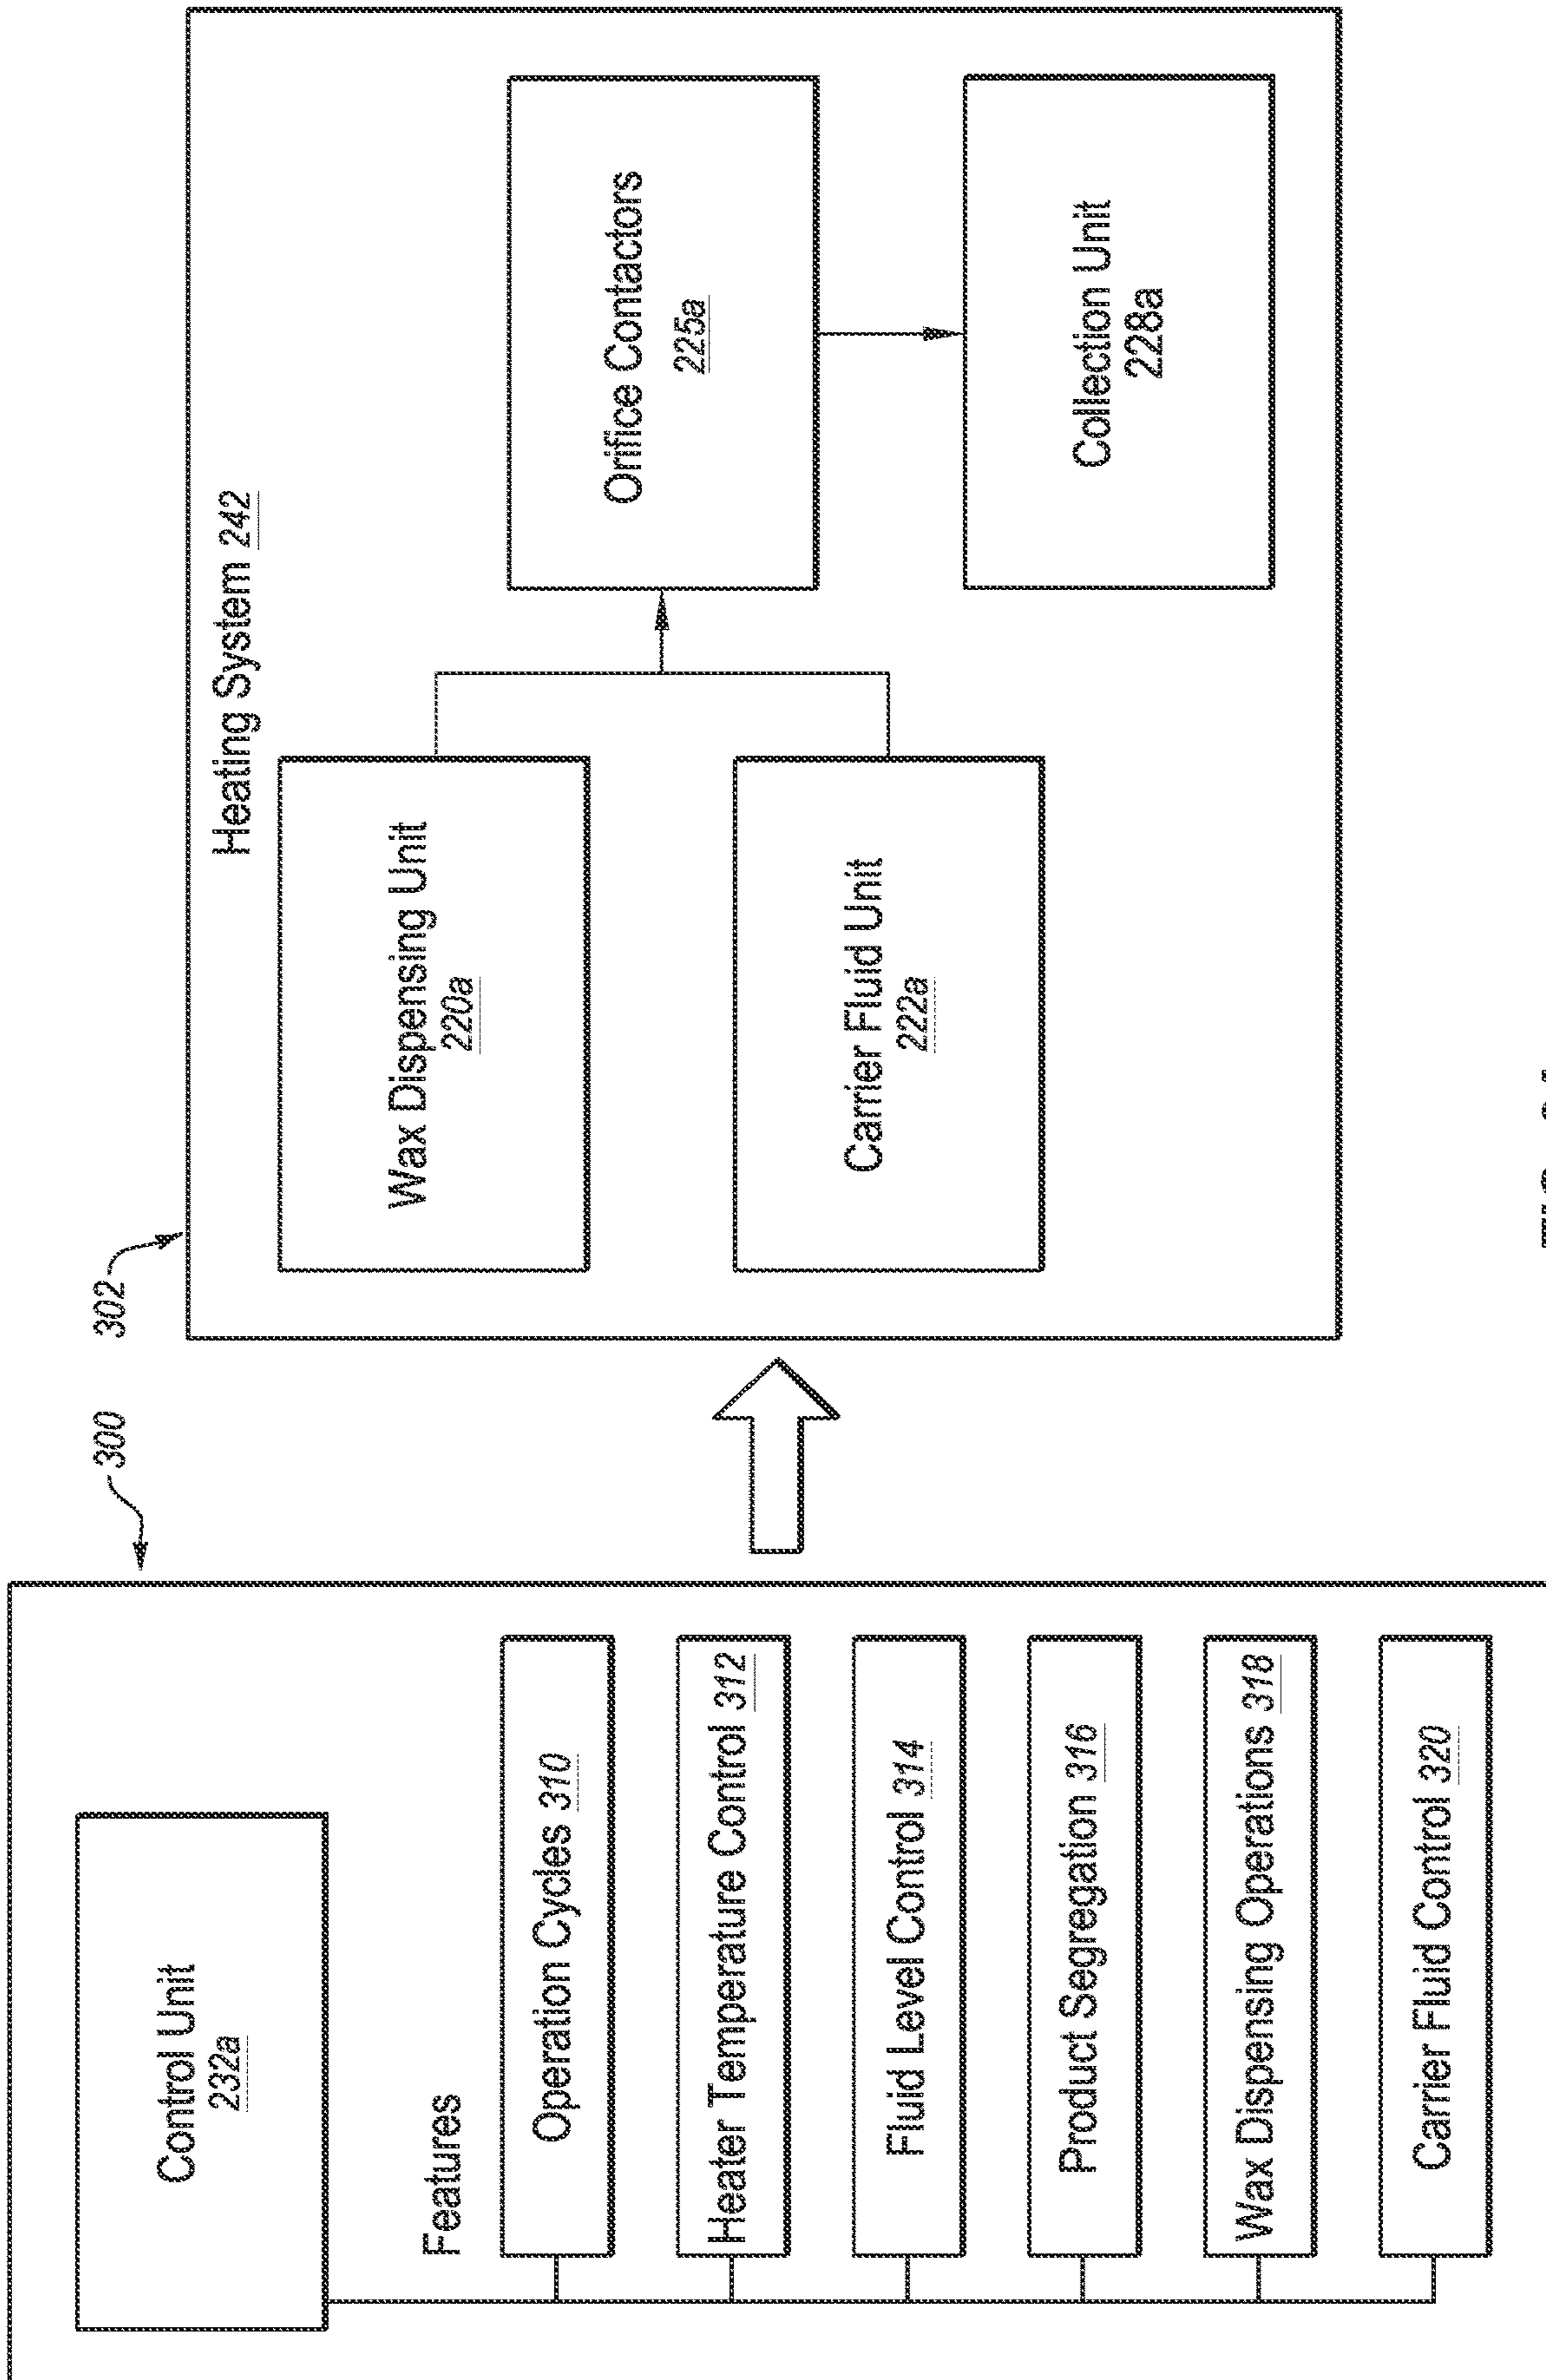 300
302
Control Unit
232a
Features
Operation Cycles 310
Heater Temperature Control 312
Fluid Level Control 314
Product Segregation 316
Wax Dispensing Operations 318
Carrier Fluid Control 320
Heating System 242
Wax Dispensing Unit
220a
Carrier Fluid Unit
222a
Orifice Contactors
225a
Collection Unit
228a